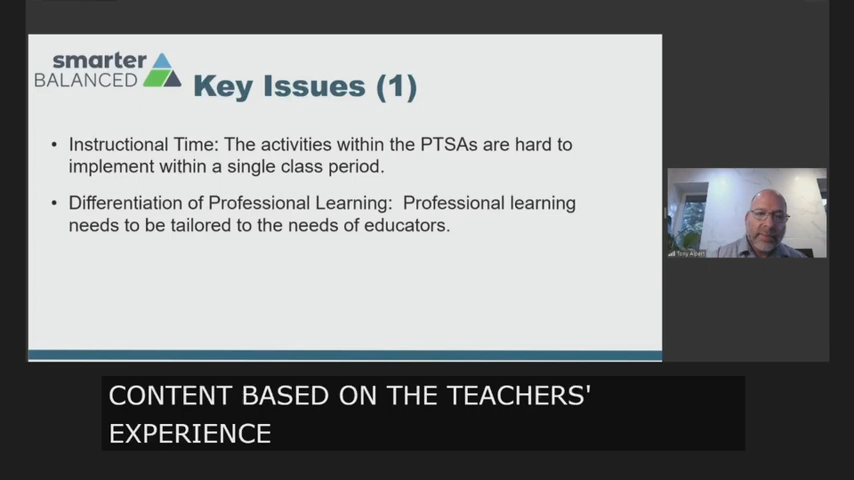 smarter
BALANCED
Key Issues (1)
• Instructional Time: The activities within the PTSAs are hard to
implement within a single class period.
• Differentiation of Professional Learning: Professional learning
needs to be tailored to the needs of educators.
Tony Alpert
CONTENT BASED ON THE TEACHERS'
EXPERIENCE